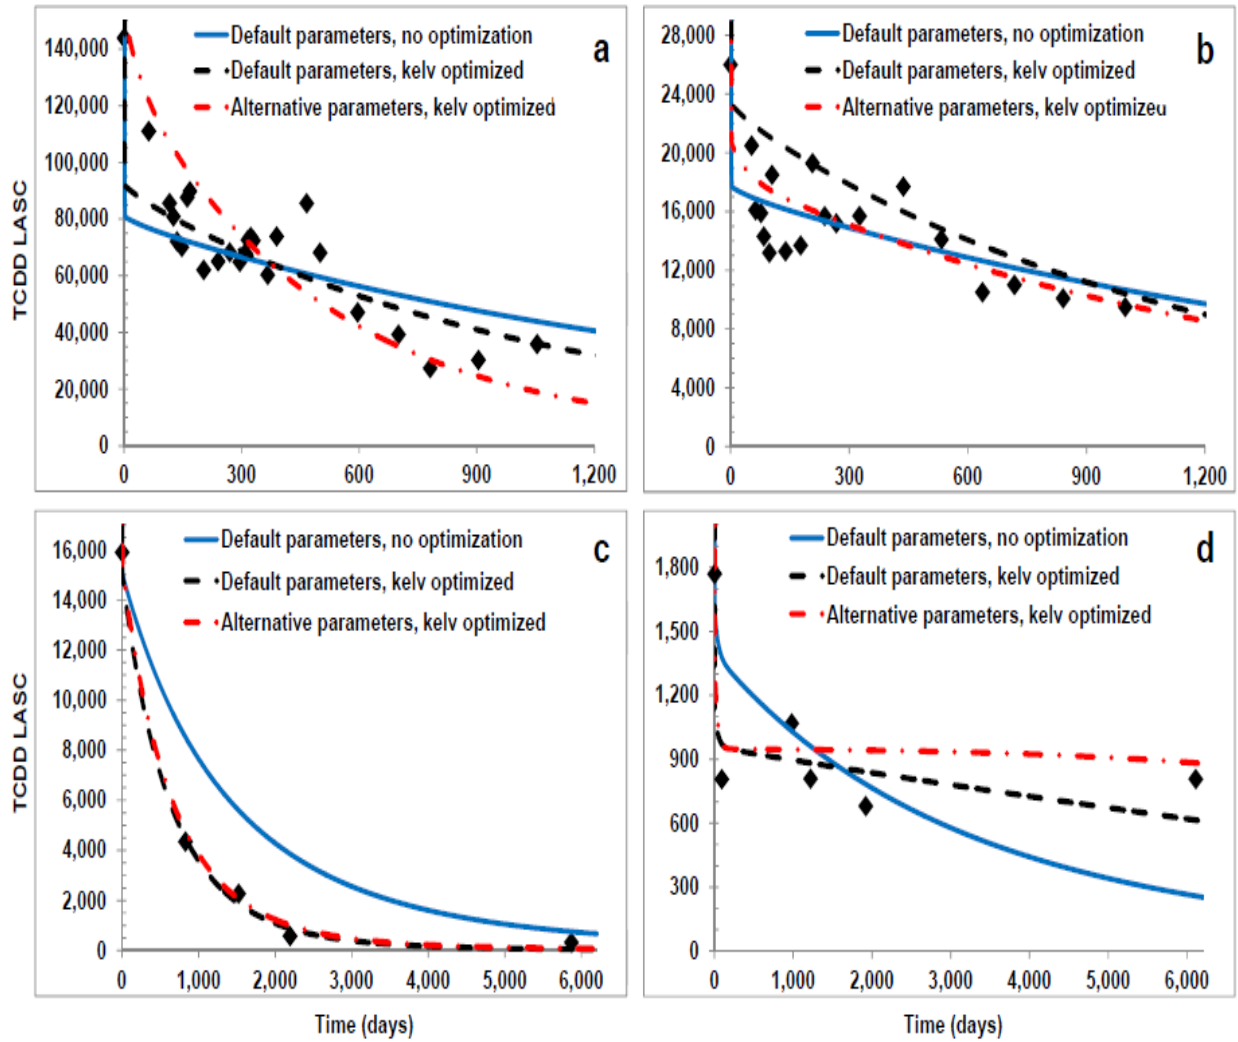 Default parameters, no optimization
Default parameters, kelv optimized
Alternative parameters, kelv optimized
a
TCDD LASC
140,000
120,000
100,000
80,000
60,000
40,000
20,000
0
0 300 600 900 1,200
Default parameters, no optimization
Default parameters, kelv optimized
Alternative parameters, kelv optimized
b
28,000
24,000
20,000
16,000
12,000
8,000
4,000
0
0 300 600 900 1,200
Default parameters, no optimization
Default parameters, kelv optimized
Alternative parameters, kelv optimized
c
TCDD LASC
16,000
14,000
12,000
10,000
8,000
6,000
4,000
2,000
0
0 1,000 2,000 3,000 4,000 5,000 6,000
Time (days)
Default parameters, no optimization
Default parameters, kelv optimized
Alternative parameters, kelv optimized
d
1,800
1,500
1,200
900
600
300
0
0 1,000 2,000 3,000 4,000 5,000 6,000
Time (days)